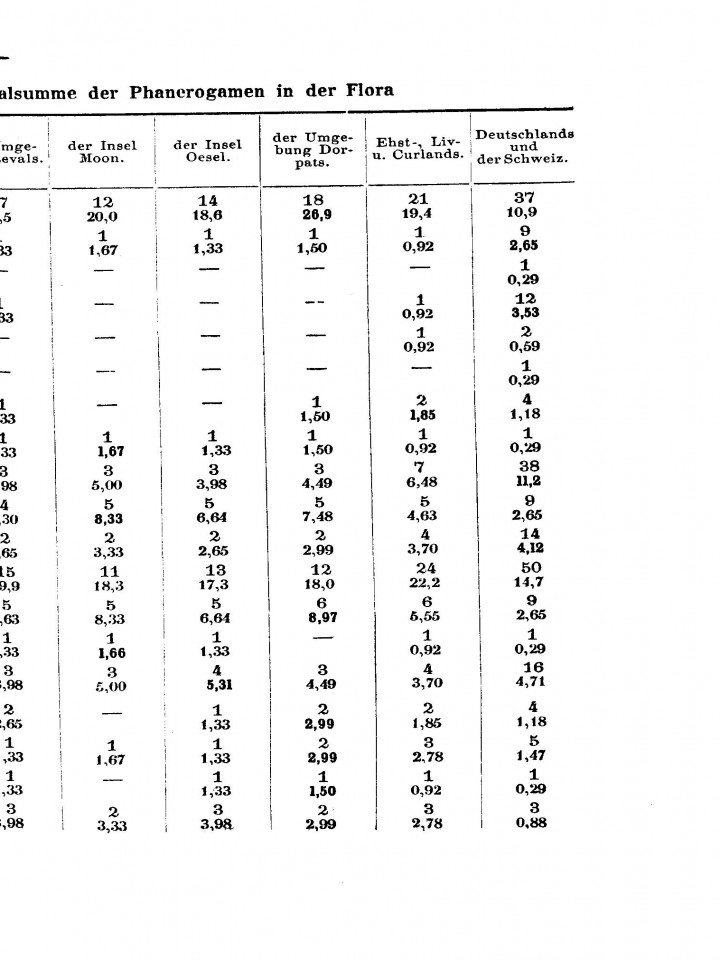 alsumme der Phanerogamen in der Flora
mge- der Insel der Insel der Umge- Ehst-, Liv- Deutschlands
evals. Moon. Oesel. bung Dor- u. Curlands. und
pats. der Schweiz.
7 12 14 18 21 37
,5 20,0 18,6 26,9 19,4 10,9
1 1 1 1 9
33 1,67 1,33 1,50 0,92 2,65
— — — — — 1
0,29
1 — — -- 1 12
33 0,92 3,53
— — — — 1 2
0,92 0,59
— — — — — 1
0,29
1 — — 1 2 4
33 1,50 1,85 1,18
1 1 1 1 1 1
33 1,67 1,33 1,50 0,92 0,29
3 3 3 3 7 38
98 5,00 3,98 4,49 6,48 11,2
4 5 5 5 5 9
,30 8,33 6,64 7,48 4,63 2,65
2 2 2 2 4 14
65 3,33 2,65 2,99 3,70 4,12
15 11 13 12 24 50
9,9 18,3 17,3 18,0 22,2 14,7
5 5 5 6 6 9
,63 8,33 6,64 8,97 5,55 2,65
1 1 1 — 1 1
,33 1,66 1,33 0,92 0,29
3 3 4 3 4 16
,98 5,00 5,31 4,49 3,70 4,71
2 — 1 2 2 4
,65 1,33 2,99 1,85 1,18
1 1 1 2 3 5
,33 1,67 1,33 2,99 2,78 1,47
1 — 1 1 1 1
,33 1,33 1,50 0,92 0,29
3 2 3 2 3 3
,98 3,33 3,98 2,99 2,78 0,88